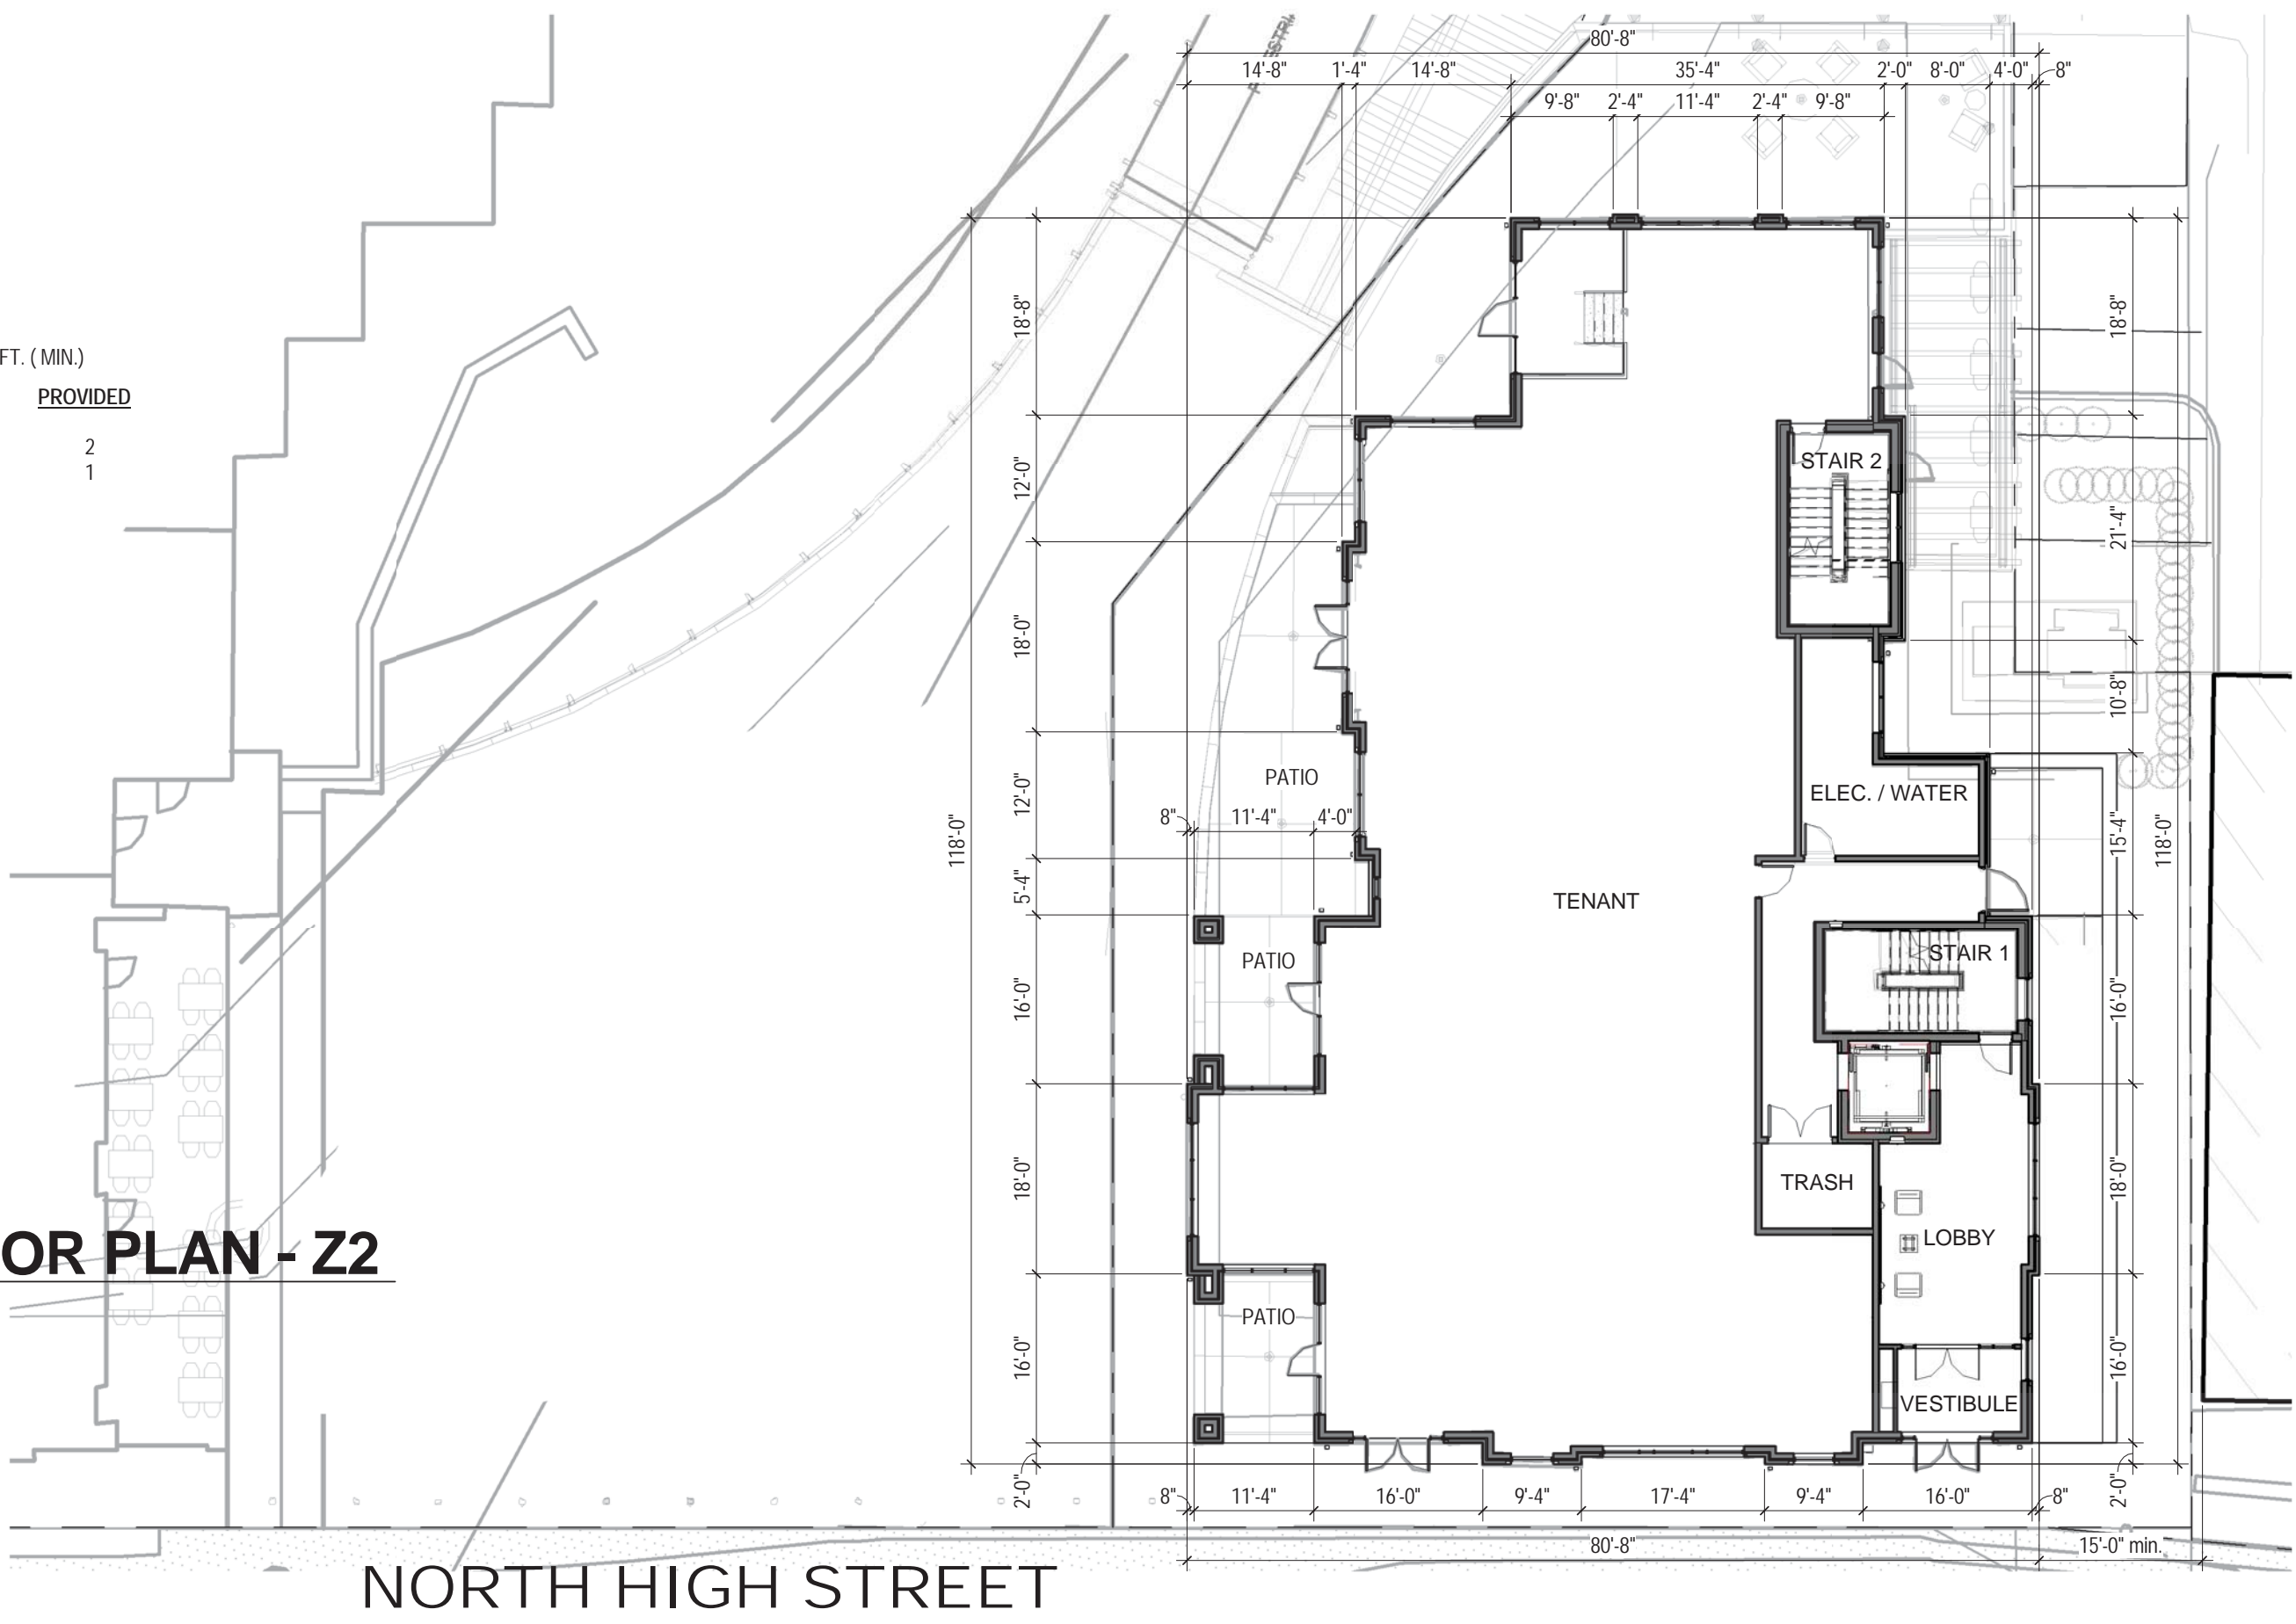 80'-8"
14'-8" 1'-4" 14'-8" 35'-4" 2'-0" 8'-0" 4'-0" 8"
9'-8" 2'-4" 11'-4" 2'-4" 9'-8"
18'-8"
18'-8"
FT. ( MIN.)
PROVIDED
2
1
STAIR 2
12'-0"
21'-4"
18'-0"
10'-8"
PATIO
ELEC. / WATER
12'-0"
8" 11'-4" 4'-0"
118'-0"
15'-4"
118'-0"
5'-4"
TENANT
PATIO
STAIR 1
16'-0"
16'-0"
18'-0"
TRASH
18'-0"
LOBBY
OR PLAN - Z2
PATIO
16'-0"
16'-0"
VESTIBULE
2'-0"
8" 11'-4" 16'-0" 9'-4" 17'-4" 9'-4" 16'-0" 8"
2'-0"
80'-8"
15'-0" min.
NORTH HIGH STREET